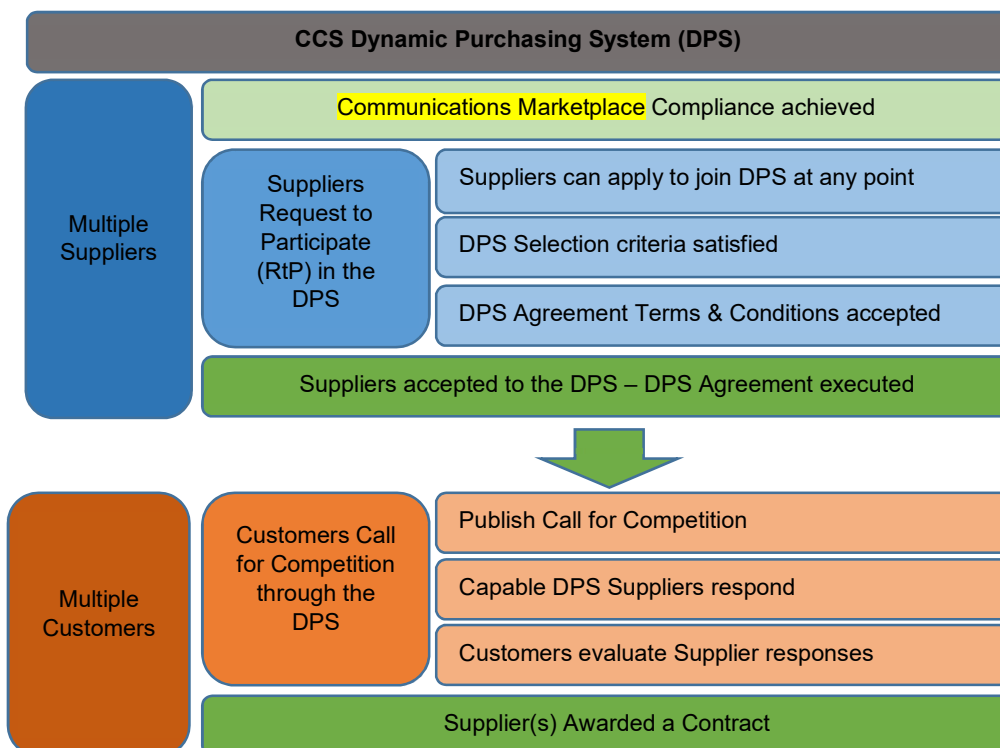 CCS Dynamic Purchasing System (DPS)
Communications Marketplace Compliance achieved
Multiple
Suppliers
Suppliers
Request to
Participate
(RtP) in the
DPS
Suppliers can apply to join DPS at any point
DPS Selection criteria satisfied
DPS Agreement Terms & Conditions accepted
Suppliers accepted to the DPS – DPS Agreement executed
Multiple
Customers
Customers Call
for Competition
through the
DPS
Publish Call for Competition
Capable DPS Suppliers respond
Customers evaluate Supplier responses
Supplier(s) Awarded a Contract